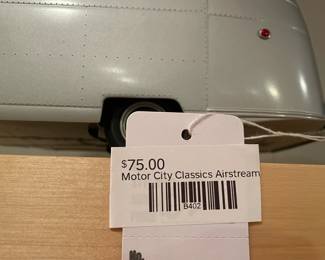 $75.00
Motor City Classics Airstream
B402